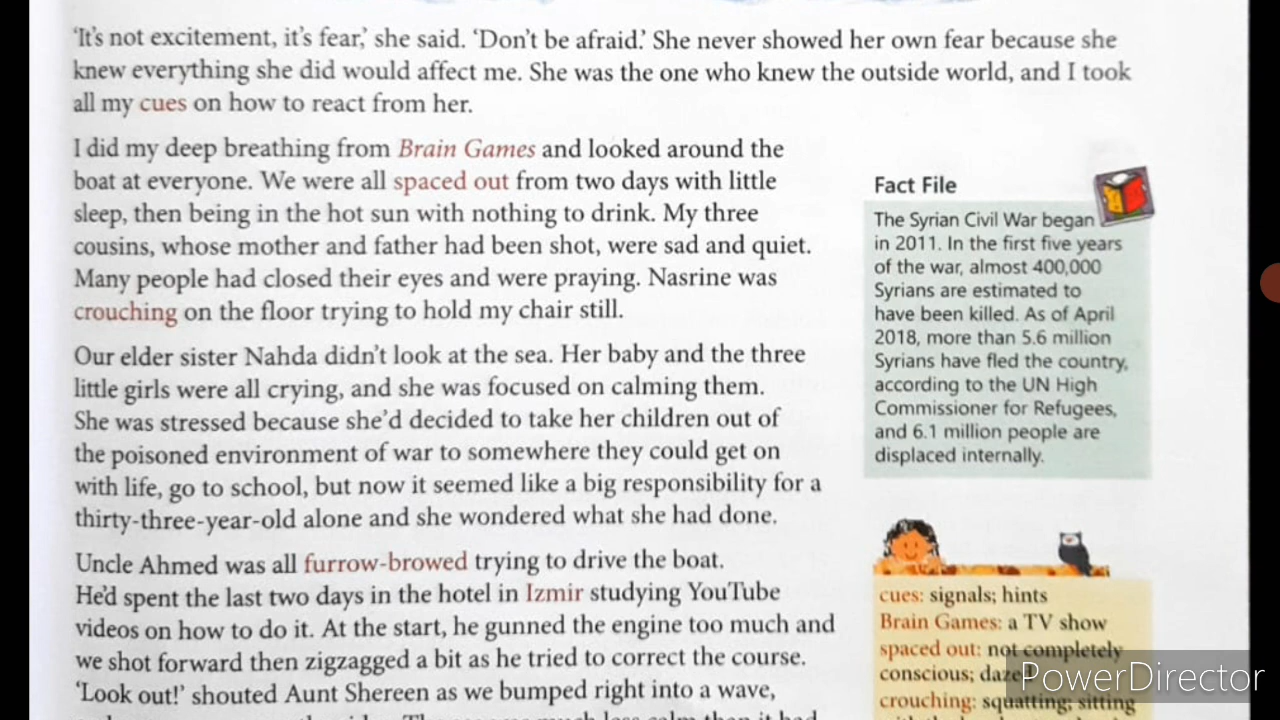 ‘It’s not excitement, it’s fear,’ she said. ‘Don’t be afraid.’ She never showed her own fear because she
knew everything she did would affect me. She was the one who knew the outside world, and I took
all my cues on how to react from her.
I did my deep breathing from Brain Games and looked around the
boat at everyone. We were all spaced out from two days with little
sleep, then being in the hot sun with nothing to drink. My three
cousins, whose mother and father had been shot, were sad and quiet.
Many people had closed their eyes and were praying. Nasrine was
crouching on the floor trying to hold my chair still.
Our elder sister Nahda didn’t look at the sea. Her baby and the three
little girls were all crying, and she was focused on calming them.
She was stressed because she’d decided to take her children out of
the poisoned environment of war to somewhere they could get on
with life, go to school, but now it seemed like a big responsibility for a
thirty-three-year-old alone and she wondered what she had done.
Uncle Ahmed was all furrow-browed trying to drive the boat.
He’d spent the last two days in the hotel in Izmir studying YouTube
videos on how to do it. At the start, he gunned the engine too much and
we shot forward then zigzagged a bit as he tried to correct the course.
‘Look out!’ shouted Aunt Shereen as we bumped right into a wave,
Fact File
The Syrian Civil War began
in 2011. In the first five years
of the war, almost 400,000
Syrians are estimated to
have been killed. As of April
2018, more than 5.6 million
Syrians have fled the country,
according to the UN High
Commissioner for Refugees,
and 6.1 million people are
displaced internally.
cues: signals; hints
Brain Games: a TV show
spaced out: not completely
conscious;
crouching: squatting; sitting
PowerDirector